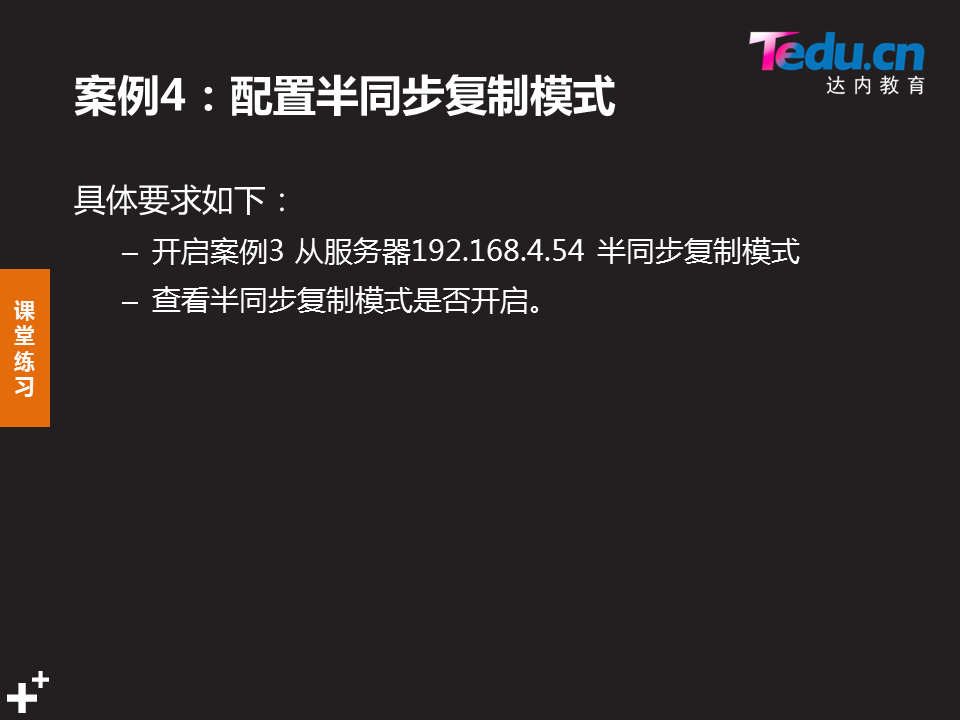 Tedu.cn
达内教育
案例4：配置半同步复制模式
具体要求如下：
– 开启案例3 从服务器192.168.4.54 半同步复制模式
– 查看半同步复制模式是否开启。
课
堂
练
习